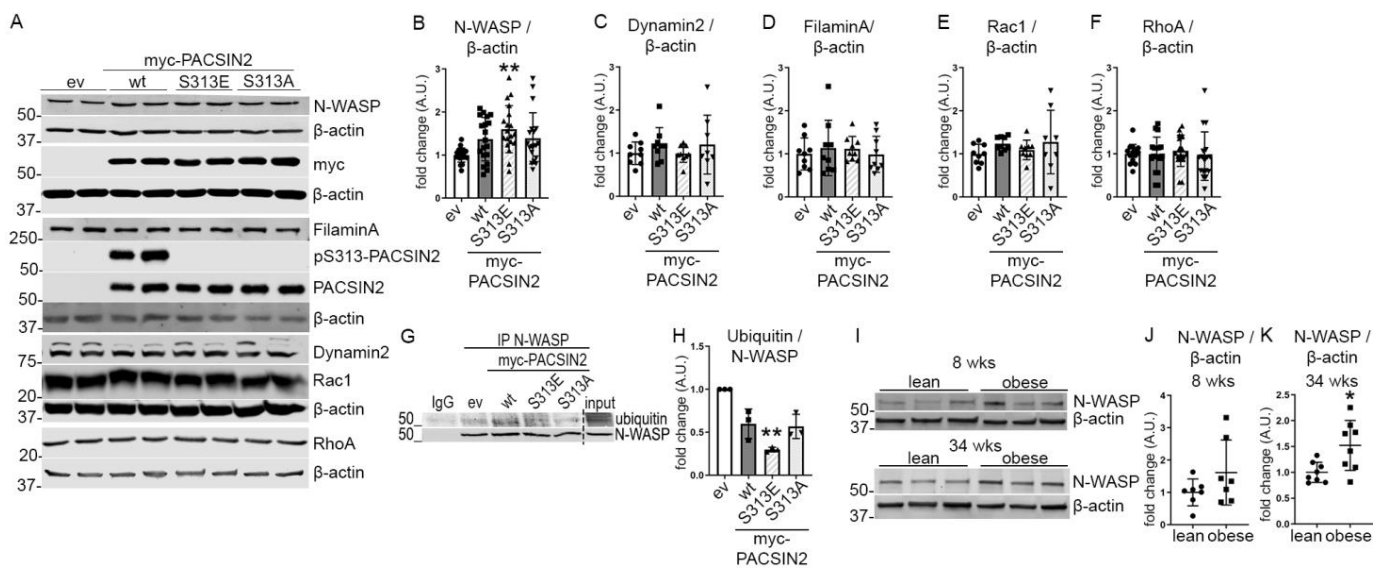 A
myc-PACSIN2
ev wt S313E S313A
50
N-WASP
37
β-actin
50
myc
37
β-actin
250
FilaminA
50
pS313-PACSIN2
50
PACSIN2
37
β-actin
75
Dynamin2
20
Rac1
37
β-actin
20
RhoA
37
β-actin
B
N-WASP /
β-actin
fold change (A.U.)
3
2
1
0
**
ev wt S313E S313A
myc-
PACSIN2
C
Dynamin2 /
β-actin
fold change (A.U.)
3
2
1
0
ev wt S313E S313A
myc-
PACSIN2
D
FilaminA/
β-actin
fold change (A.U.)
3
2
1
0
ev wt S313E S313A
myc-
PACSIN2
E
Rac1 /
β-actin
fold change (A.U.)
3
2
1
0
ev wt S313E S313A
myc-
PACSIN2
F
RhoA /
β-actin
fold change (A.U.)
3
2
1
0
ev wt S313E S313A
myc-
PACSIN2
G
IP N-WASP
myc-PACSIN2
IgG ev wt S313E S313A input
50 ubiquitin
50 N-WASP
H
Ubiquitin /
N-WASP
fold change (A.U.)
1.5
1.0
0.5
0.0
**
ev wt S313E S313A
myc-
PACSIN2
I
8 wks
lean obese
50 N-WASP
37 β-actin
34 wks
lean obese
50 N-WASP
37 β-actin
J
N-WASP /
β-actin
8 wks
fold change (A.U.)
4
3
2
1
0
lean obese
K
N-WASP /
β-actin
34 wks
fold change (A.U.)
2.5
2.0
1.5
1.0
0.5
0.0
*
lean obese